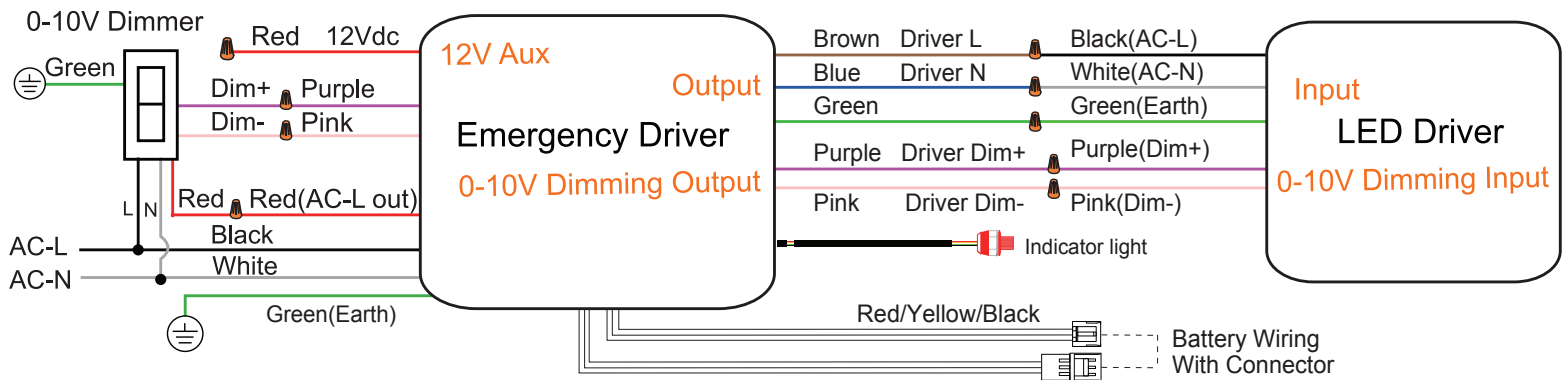 0-10V Dimmer
Green
Red 12Vdc
Dim+ Purple
Dim- Pink
L N
Red Red(AC-L out)
AC-L
Black
AC-N
White
Green(Earth)
12V Aux
Output
Emergency Driver
0-10V Dimming Output
Brown Driver L Black(AC-L)
Blue Driver N White(AC-N)
Green Green(Earth)
Purple Driver Dim+ Purple(Dim+)
Pink Driver Dim- Pink(Dim-)
Indicator light
Input
LED Driver
0-10V Dimming Input
Red/Yellow/Black
Battery Wiring
With Connector